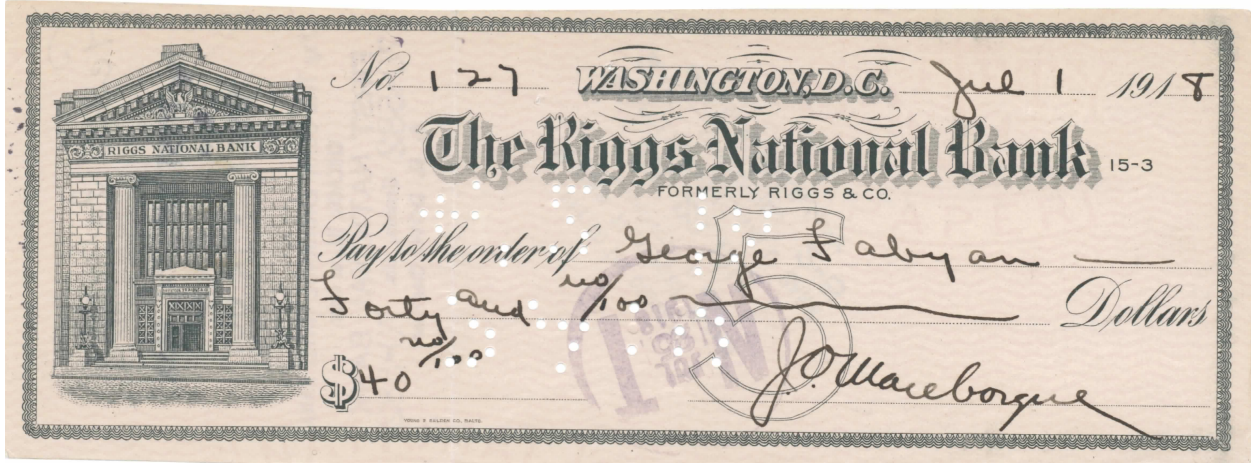 No. 127 WASHINGTON, D.C. Jul 1 1918
The Riggs National Bank 15-3
FORMERLY RIGGS & CO.
RIGGS NATIONAL BANK
Pay to the order of George Fabyan
Forty and no/100 Dollars
$40 no/100
J. O. Mauborgne